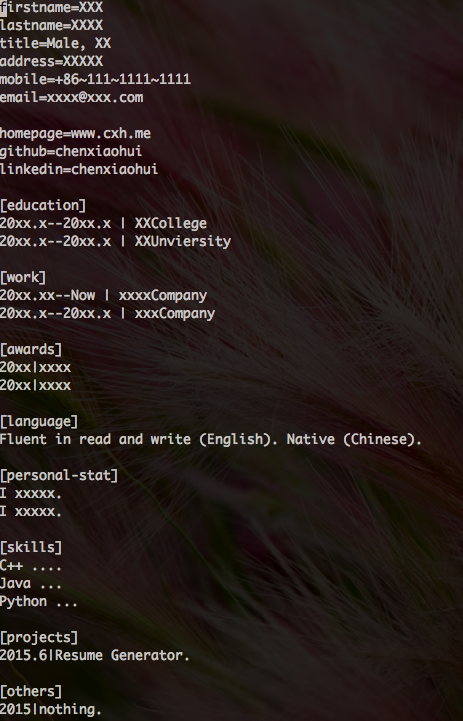 firstname=XXX
lastname=XXXX
title=Male, XX
address=XXXXX
mobile=+86~111~1111~1111
email=xxxx@xxx.com
homepage=www.cxh.me
github=chenxiaohui
linkedin=chenxiaohui
[education]
20xx.x--20xx.x | XXCollege
20xx.x--20xx.x | XXUnviersity
[work]
20xx.xx--Now | xxxxCompany
20xx.x--20xx.x | xxxCompany
[awards]
20xx|xxxx
20xx|xxxx
[language]
Fluent in read and write (English). Native (Chinese).
[personal-stat]
I xxxxx.
I xxxxx.
[skills]
C++ ....
Java ...
Python ...
[projects]
2015.6|Resume Generator.
[others]
2015|nothing.